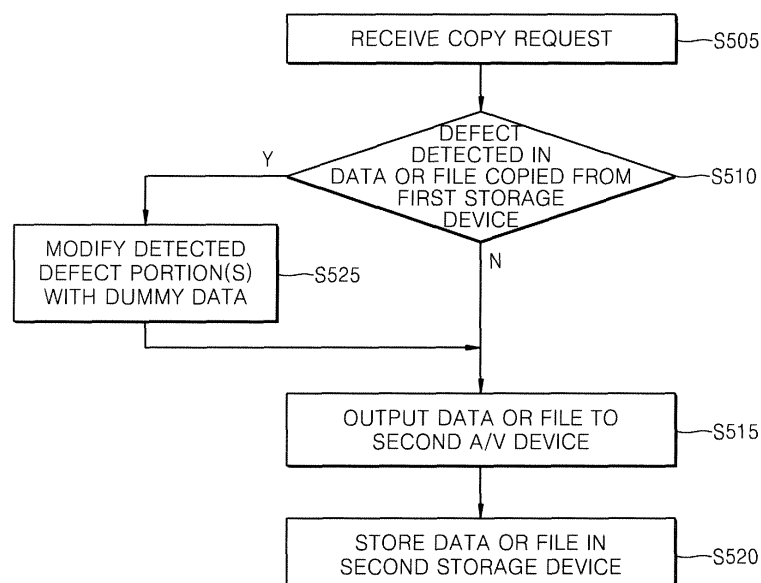 RECEIVE COPY REQUEST
S505
DEFECT
DETECTED IN
DATA OR FILE COPIED FROM
FIRST STORAGE
DEVICE
S510
Y
N
MODIFY DETECTED
DEFECT PORTION(S)
WITH DUMMY DATA
S525
OUTPUT DATA OR FILE TO
SECOND A/V DEVICE
S515
STORE DATA OR FILE IN
SECOND STORAGE DEVICE
S520